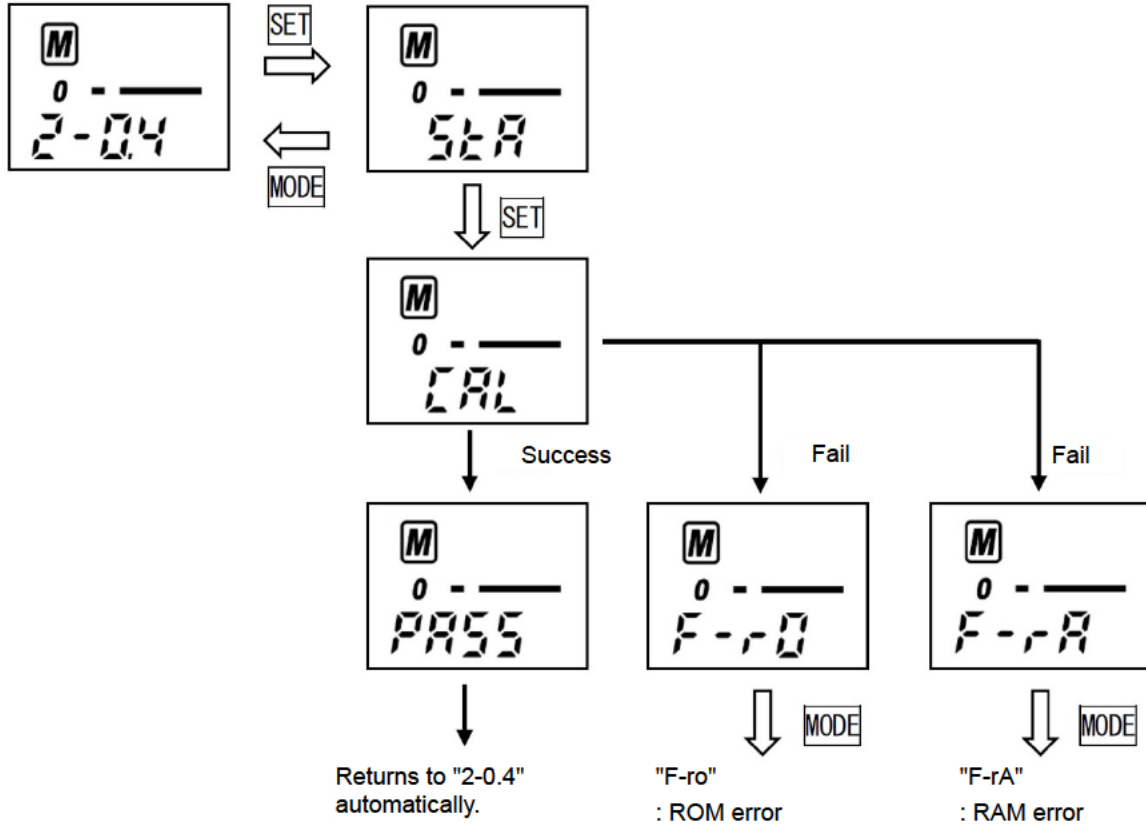 SET
M
M
0
0
2-0.4
StA
MODE
SET
M
0
CAL
Success
Fail
Fail
M
M
M
0
0
0
PASS
F-r0
F-rA
MODE
MODE
Returns to "2-0.4"
automatically.
"F-ro"
: ROM error
"F-rA"
: RAM error